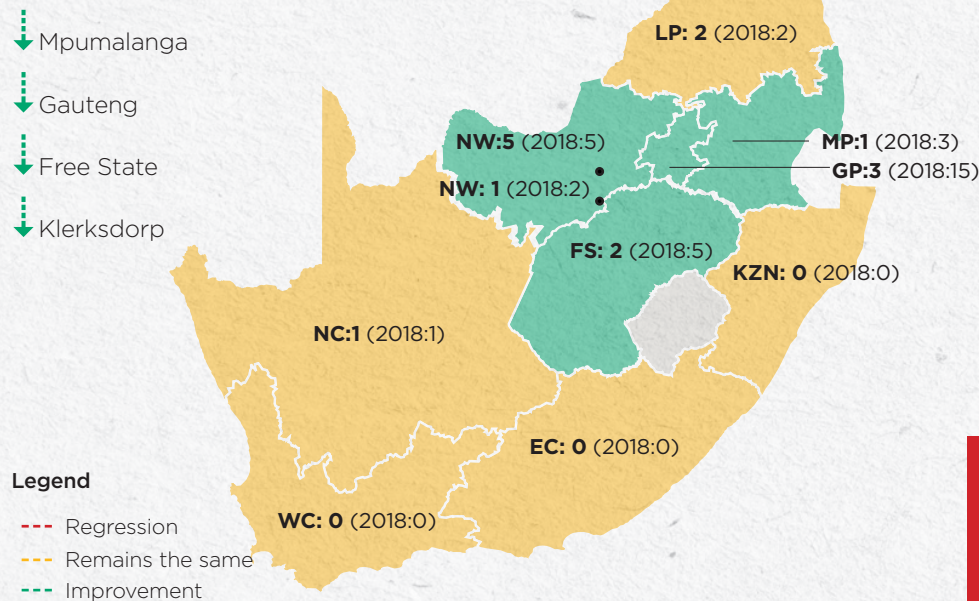 Mpumalanga
Gauteng
Free State
Klerksdorp
LP: 2 (2018:2)
NW:5 (2018:5)
MP:1 (2018:3)
GP:3 (2018:15)
NW: 1 (2018:2)
FS: 2 (2018:5)
KZN: 0 (2018:0)
NC:1 (2018:1)
EC: 0 (2018:0)
WC: 0 (2018:0)
Legend
Regression
Remains the same
Improvement